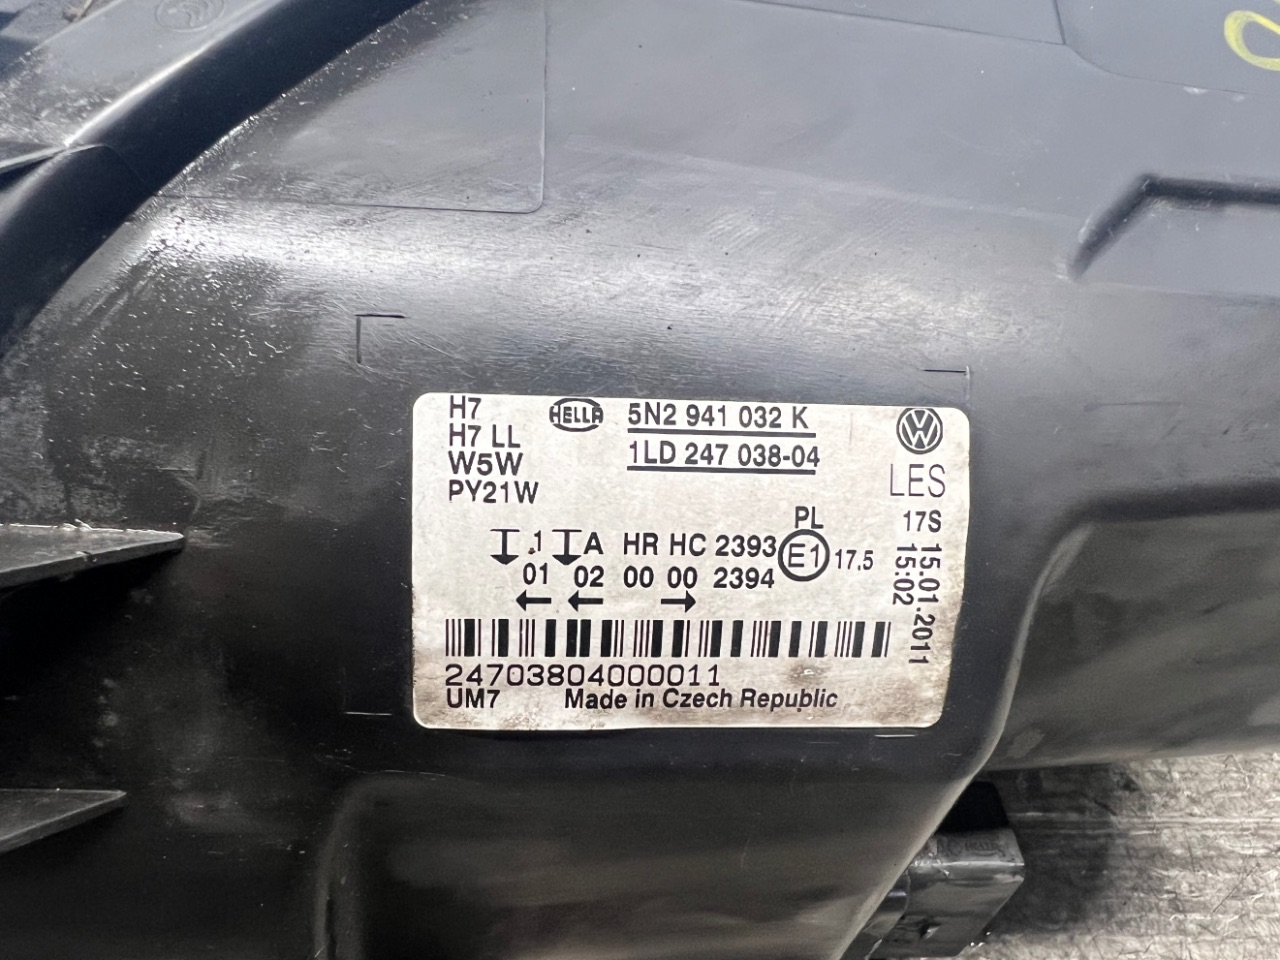 H7
H7 LL
W5W
PY21W
HELLA
5N2 941 032 K
1LD 247 038-04
LES
17S 15.01.2011
15:02
.1 A HR HC 2393 PL E1 17.5
01 02 00 00 2394
← ← →
24703804000011
UM7 Made in Czech Republic